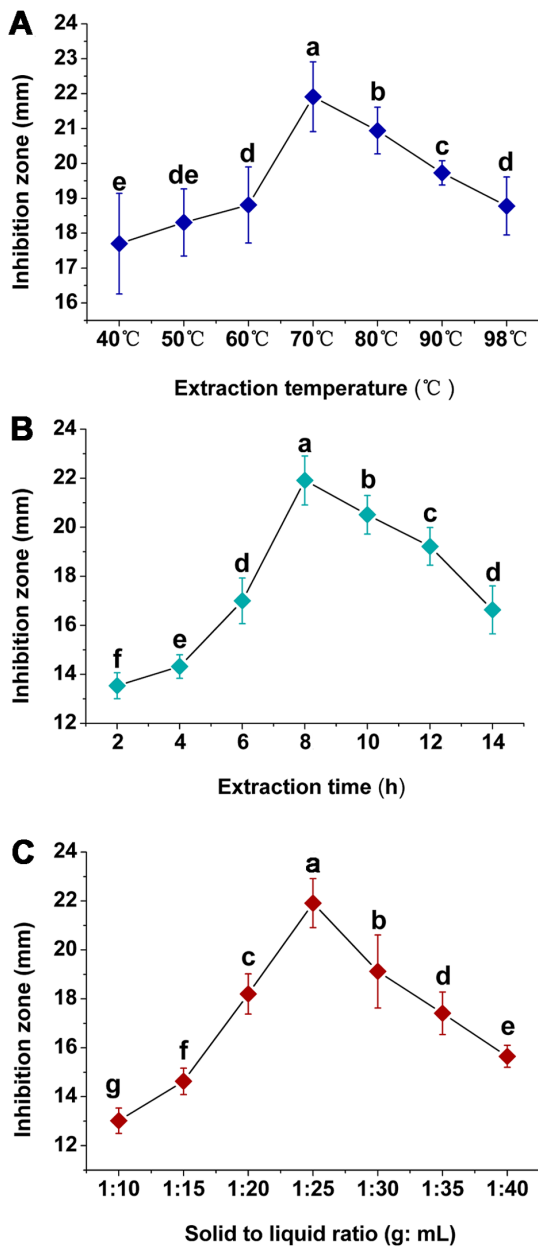 A
24
23
22
21
20
19
18
17
16
Inhibition zone (mm)
e
de
d
a
b
c
d
40℃ 50℃ 60℃ 70℃ 80℃ 90℃ 98℃
Extraction temperature (℃)
B
24
22
20
18
16
14
12
Inhibition zone (mm)
f
e
d
a
b
c
d
2 4 6 8 10 12 14
Extraction time (h)
C
24
22
20
18
16
14
12
Inhibition zone (mm)
g
f
c
a
b
d
e
1:10 1:15 1:20 1:25 1:30 1:35 1:40
Solid to liquid ratio (g: mL)